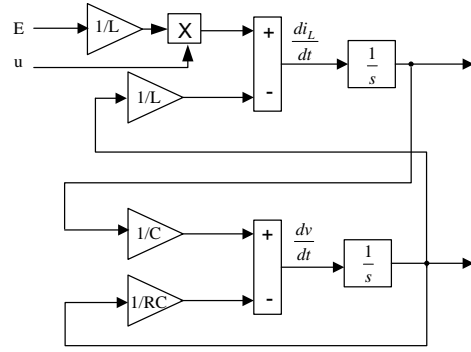 E
1/L
X
+
di_L/dt
1/s
u
1/L
-
1/C
+
dv/dt
1/s
1/RC
-